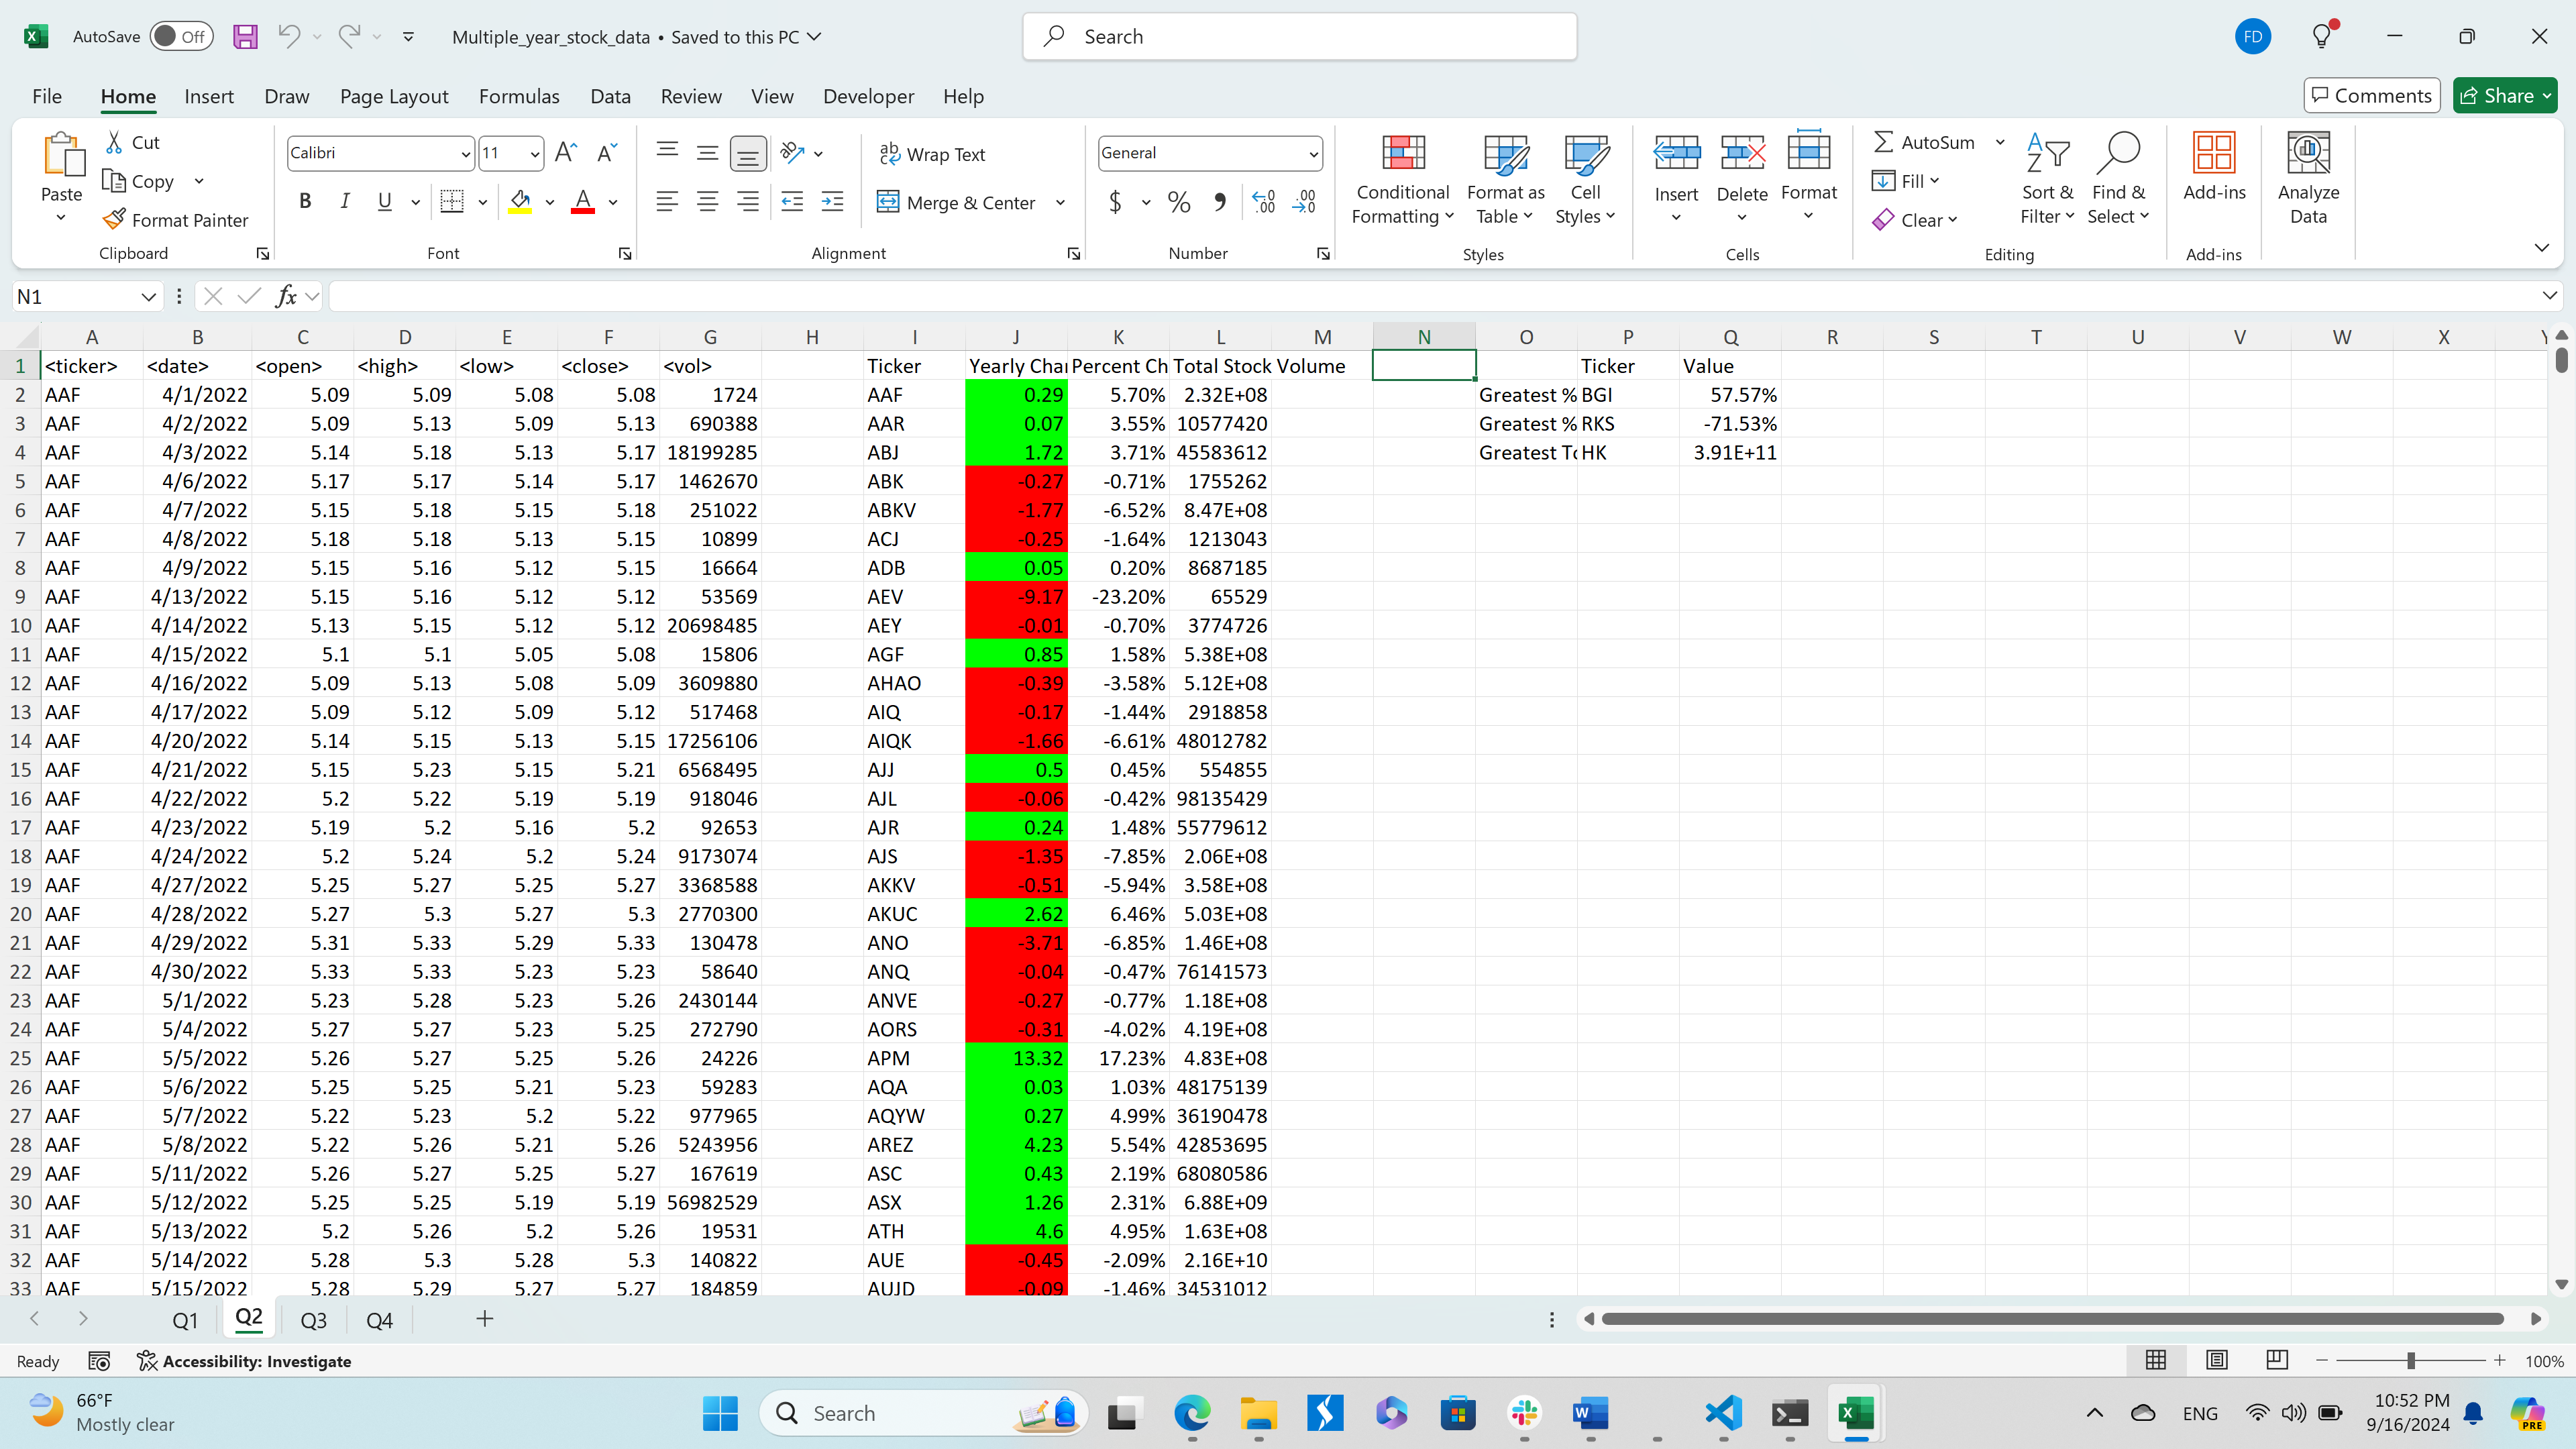 AutoSave Off Multiple_year_stock_data • Saved to this PC Search FD
File Home Insert Draw Page Layout Formulas Data Review View Developer Help Comments Share
Paste Cut Copy Format Painter Clipboard
Calibri 11 B I U A Font
Wrap Text Merge & Center Alignment
General $ % Number
Conditional Formatting Format as Table Cell Styles Styles
Insert Delete Format Cells
AutoSum Fill Clear Sort & Filter Find & Select Editing
Add-ins Add-ins
Analyze Data
N1 fx
A B C D E F G H I J K L M N O P Q R S T U V W X
1 <ticker> <date> <open> <high> <low> <close> <vol> Ticker Yearly Chai Percent Ch Total Stock Volume Ticker Value
2 AAF 4/1/2022 5.09 5.09 5.08 5.08 1724 AAF 0.29 5.70% 2.32E+08 Greatest % BGI 57.57%
3 AAF 4/2/2022 5.09 5.13 5.09 5.13 690388 AAR 0.07 3.55% 10577420 Greatest % RKS -71.53%
4 AAF 4/3/2022 5.14 5.18 5.13 5.17 18199285 ABJ 1.72 3.71% 45583612 Greatest To HK 3.91E+11
5 AAF 4/6/2022 5.17 5.17 5.14 5.17 1462670 ABK -0.27 -0.71% 1755262
6 AAF 4/7/2022 5.15 5.18 5.15 5.18 251022 ABKV -1.77 -6.52% 8.47E+08
7 AAF 4/8/2022 5.18 5.18 5.13 5.15 10899 ACJ -0.25 -1.64% 1213043
8 AAF 4/9/2022 5.15 5.16 5.12 5.15 16664 ADB 0.05 0.20% 8687185
9 AAF 4/13/2022 5.15 5.16 5.12 5.12 53569 AEV -9.17 -23.20% 65529
10 AAF 4/14/2022 5.13 5.15 5.12 5.12 20698485 AEY -0.01 -0.70% 3774726
11 AAF 4/15/2022 5.1 5.1 5.05 5.08 15806 AGF 0.85 1.58% 5.38E+08
12 AAF 4/16/2022 5.09 5.13 5.08 5.09 3609880 AHAO -0.39 -3.58% 5.12E+08
13 AAF 4/17/2022 5.09 5.12 5.09 5.12 517468 AIQ -0.17 -1.44% 2918858
14 AAF 4/20/2022 5.14 5.15 5.13 5.15 17256106 AIQK -1.66 -6.61% 48012782
15 AAF 4/21/2022 5.15 5.23 5.15 5.21 6568495 AJJ 0.5 0.45% 554855
16 AAF 4/22/2022 5.2 5.22 5.19 5.19 918046 AJL -0.06 -0.42% 98135429
17 AAF 4/23/2022 5.19 5.2 5.16 5.2 92653 AJR 0.24 1.48% 55779612
18 AAF 4/24/2022 5.2 5.24 5.2 5.24 9173074 AJS -1.35 -7.85% 2.06E+08
19 AAF 4/27/2022 5.25 5.27 5.25 5.27 3368588 AKKV -0.51 -5.94% 3.58E+08
20 AAF 4/28/2022 5.27 5.3 5.27 5.3 2770300 AKUC 2.62 6.46% 5.03E+08
21 AAF 4/29/2022 5.31 5.33 5.29 5.33 130478 ANO -3.71 -6.85% 1.46E+08
22 AAF 4/30/2022 5.33 5.33 5.23 5.23 58640 ANQ -0.04 -0.47% 76141573
23 AAF 5/1/2022 5.23 5.28 5.23 5.26 2430144 ANVE -0.27 -0.77% 1.18E+08
24 AAF 5/4/2022 5.27 5.27 5.23 5.25 272790 AORS -0.31 -4.02% 4.19E+08
25 AAF 5/5/2022 5.26 5.27 5.25 5.26 24226 APM 13.32 17.23% 4.83E+08
26 AAF 5/6/2022 5.25 5.25 5.21 5.23 59283 AQA 0.03 1.03% 48175139
27 AAF 5/7/2022 5.22 5.23 5.2 5.22 977965 AQYW 0.27 4.99% 36190478
28 AAF 5/8/2022 5.22 5.26 5.21 5.26 5243956 AREZ 4.23 5.54% 42853695
29 AAF 5/11/2022 5.26 5.27 5.25 5.27 167619 ASC 0.43 2.19% 68080586
30 AAF 5/12/2022 5.25 5.25 5.19 5.19 56982529 ASX 1.26 2.31% 6.88E+09
31 AAF 5/13/2022 5.2 5.26 5.2 5.26 19531 ATH 4.6 4.95% 1.63E+08
32 AAF 5/14/2022 5.28 5.3 5.28 5.3 140822 AUE -0.45 -2.09% 2.16E+10
33 AAF 5/15/2022 5.28 5.29 5.27 5.27 184859 AUJD -0.09 -1.46% 34531012
Q1 Q2 Q3 Q4
Ready Accessibility: Investigate 100%
66°F Mostly clear Search ENG 10:52 PM 9/16/2024 PRE